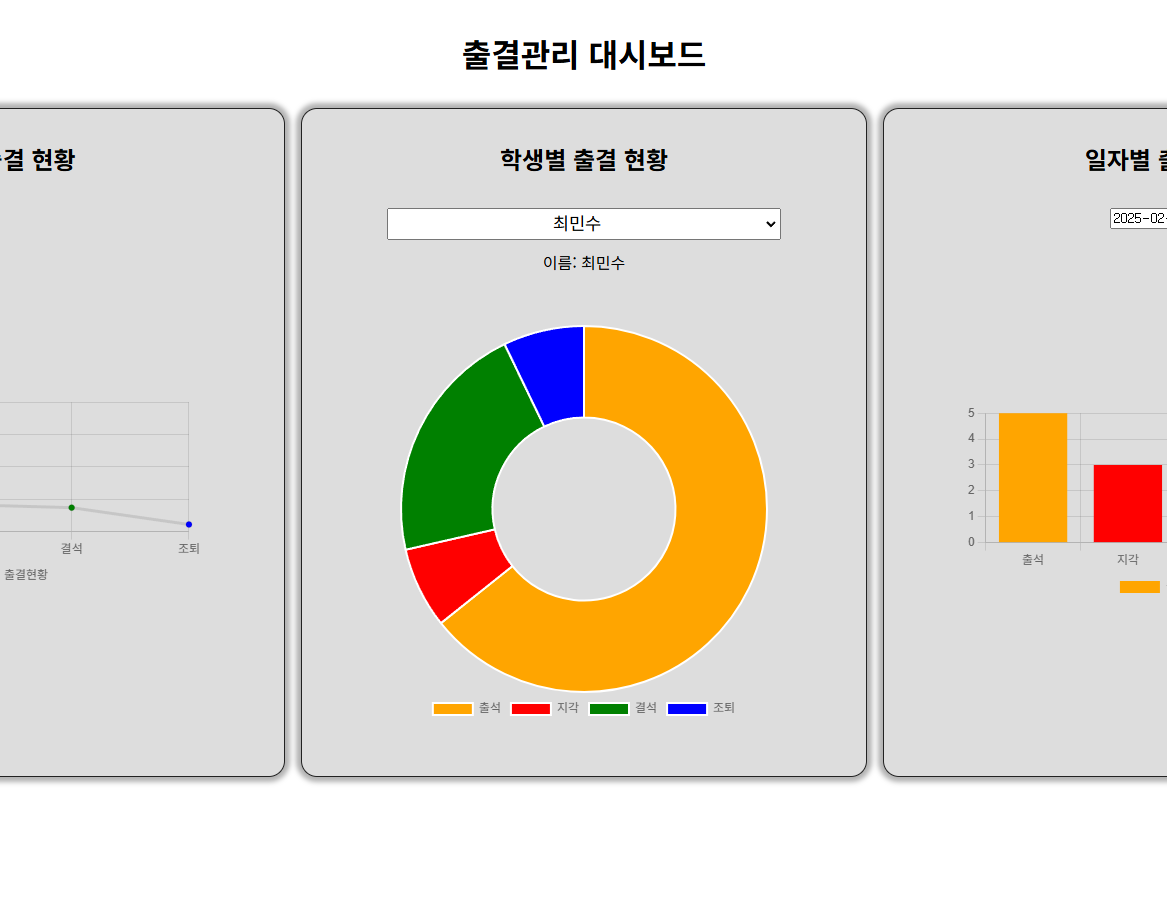 출결관리 대시보드
결 현황
결석
조퇴
출결현황
학생별 출결 현황
최민수
이름: 최민수
출석
지각
결석
조퇴
일자별
2025-02-
5
4
3
2
1
0
출석
지각